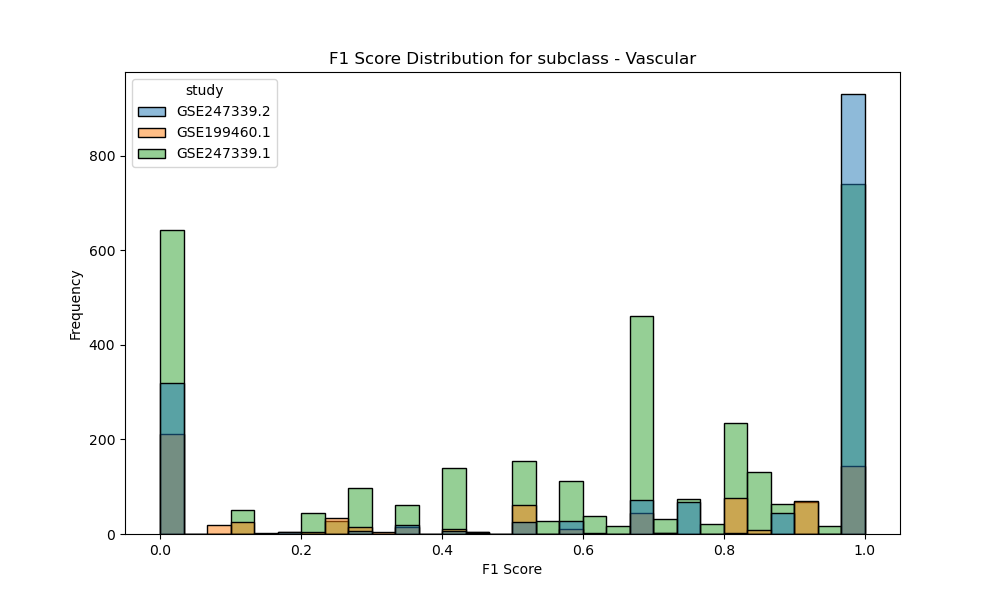 F1 Score Distribution for subclass - Vascular
study
GSE247339.2
GSE199460.1
GSE247339.1
800
600
400
200
0
Frequency
0.0
0.2
0.4
0.6
0.8
1.0
F1 Score